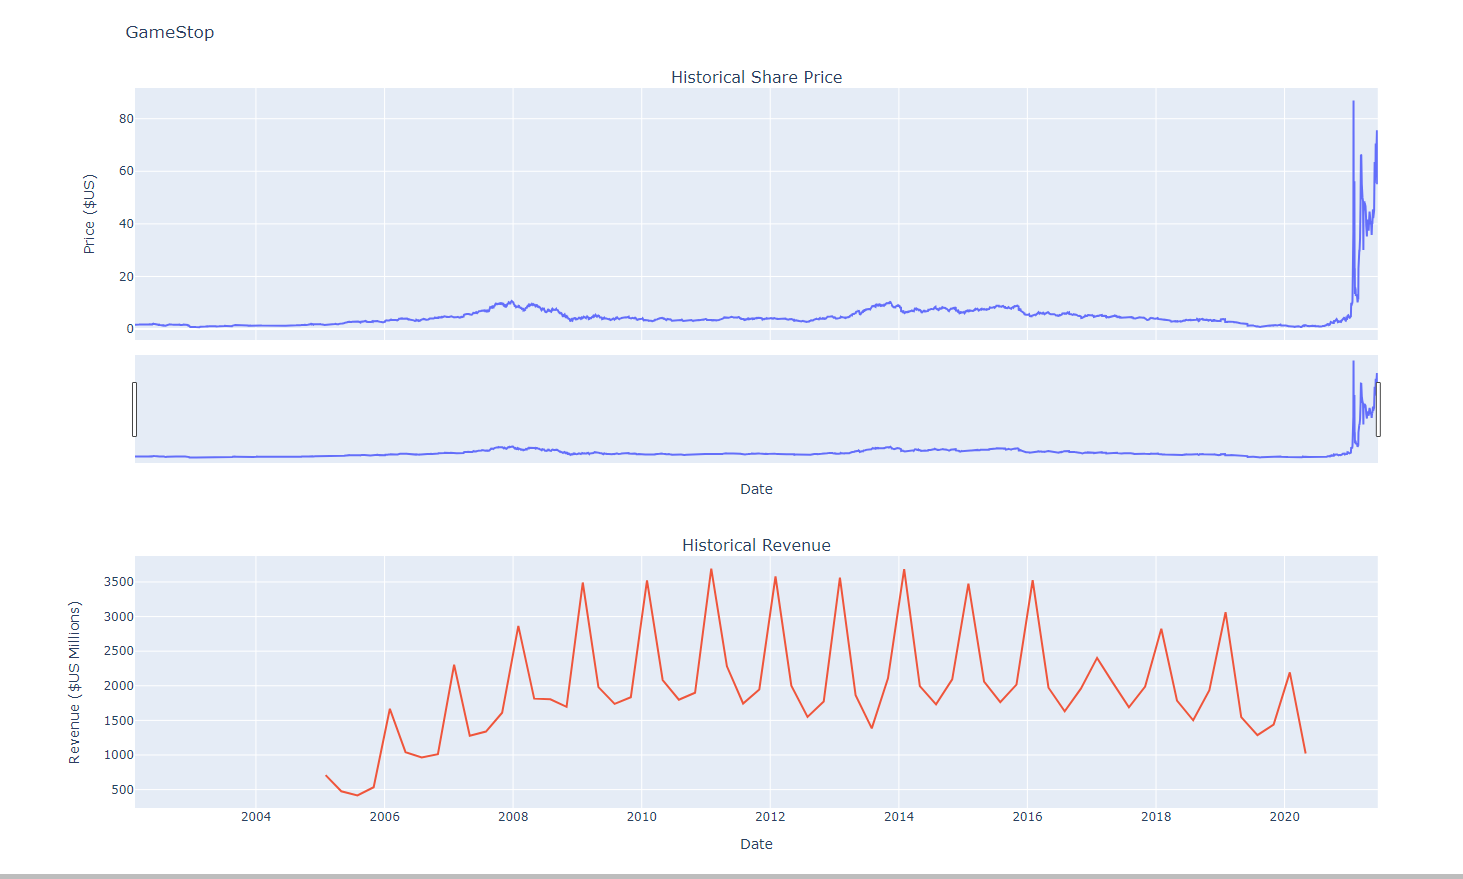 GameStop
Historical Share Price
Price ($US)
80
60
40
20
0
Date
Historical Revenue
Revenue ($US Millions)
3500
3000
2500
2000
1500
1000
500
2004 2006 2008 2010 2012 2014 2016 2018 2020
Date